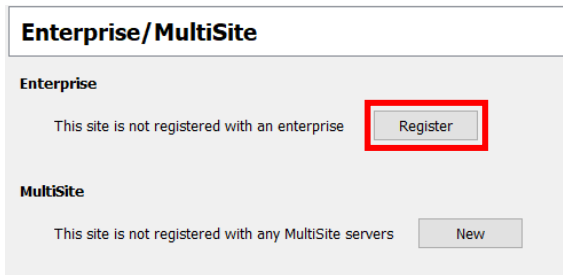 Enterprise/MultiSite
Enterprise
This site is not registered with an enterprise Register
MultiSite
This site is not registered with any MultiSite servers New